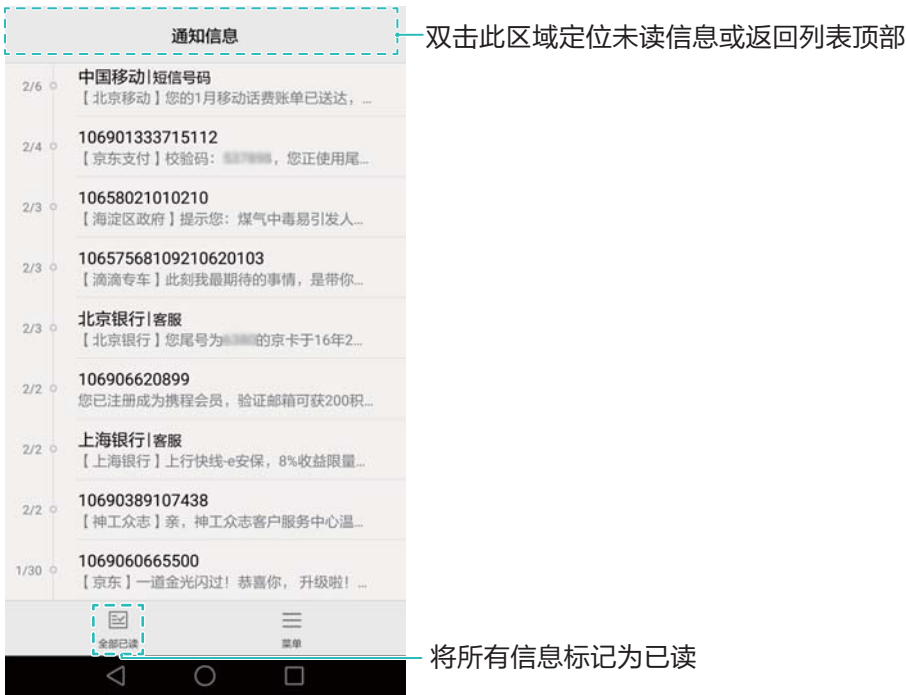 通知信息
双击此区域定位未读信息或返回列表顶部
2/6 中国移动|短信号码
【北京移动】您的1月移动话费账单已送达，...
2/4 106901333715112
【京东支付】校验码： ，您正使用尾...
2/3 10658021010210
【海淀区政府】提示您：煤气中毒易引发人...
2/3 10657568109210620103
【滴滴专车】此刻我最期待的事情，是带你...
2/3 北京银行|客服
【北京银行】您尾号为 的京卡于16年2...
2/2 106906620899
您已注册成为携程会员，验证邮箱可获200积...
2/2 上海银行|客服
【上海银行】上行快线-e安保，8%收益限量...
2/2 10690389107438
【神工众志】亲，神工众志客户服务中心温...
1/30 1069060665500
【京东】一道金光闪过！恭喜你， 升级啦！...
全部已读 菜单
将所有信息标记为已读